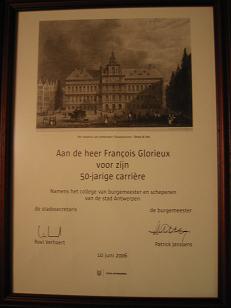 Aan de heer François Glorieux
voor zijn
50-jarige carrière
Namens het college van burgemeester en schepenen
van de stad Antwerpen
de stadssecretaris
de burgemeester
Roel Verhaert
Patrick Janssens
10 juni 2006